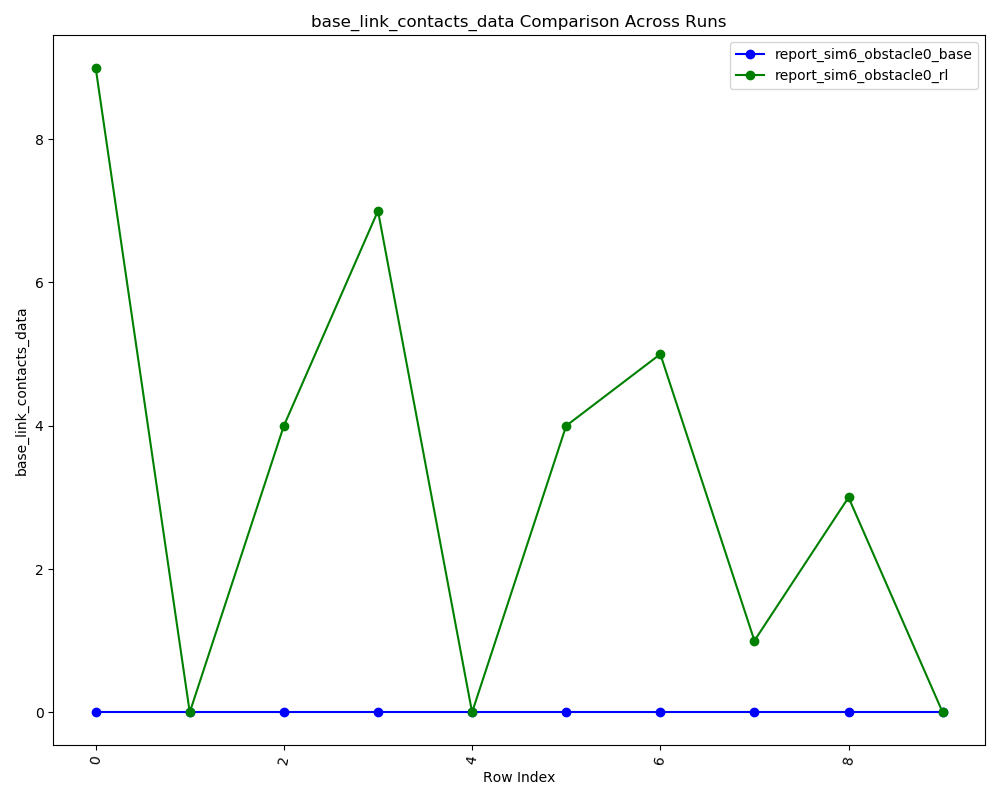 base_link_contacts_data Comparison Across Runs
report_sim6_obstacle0_base
report_sim6_obstacle0_rl
base_link_contacts_data
8
6
4
2
0
0
2
4
6
8
Row Index